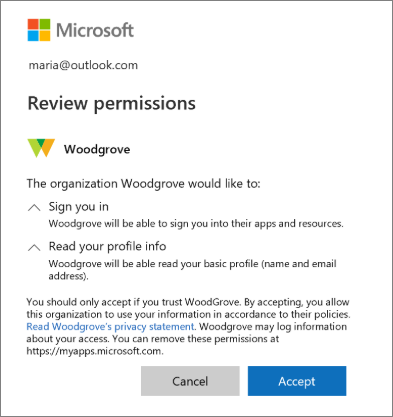 Microsoft
maria@outlook.com
Review permissions
Woodgrove
The organization Woodgrove would like to:
Sign you in
Woodgrove will be able to sign you into their apps and resources.
Read your profile info
Woodgrove will be able read your basic profile (name and email
address).
You should only accept if you trust WoodGrove. By accepting, you allow
this organization to use your information in accordance to their policies.
Read Woodgrove's privacy statement. Woodgrove may log information
about your access. You can remove these permissions at
https://myapps.microsoft.com.
Cancel Accept